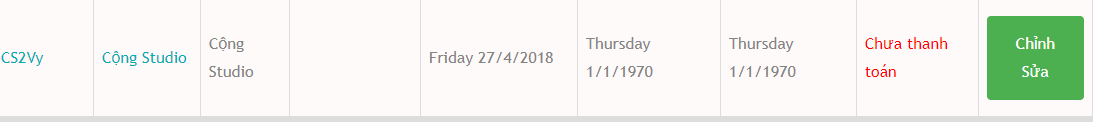 CS2Vy
Cộng Studio
Cộng
Studio
Friday 27/4/2018
Thursday
1/1/1970
Thursday
1/1/1970
Chưa thanh
toán
Chỉnh
Sửa